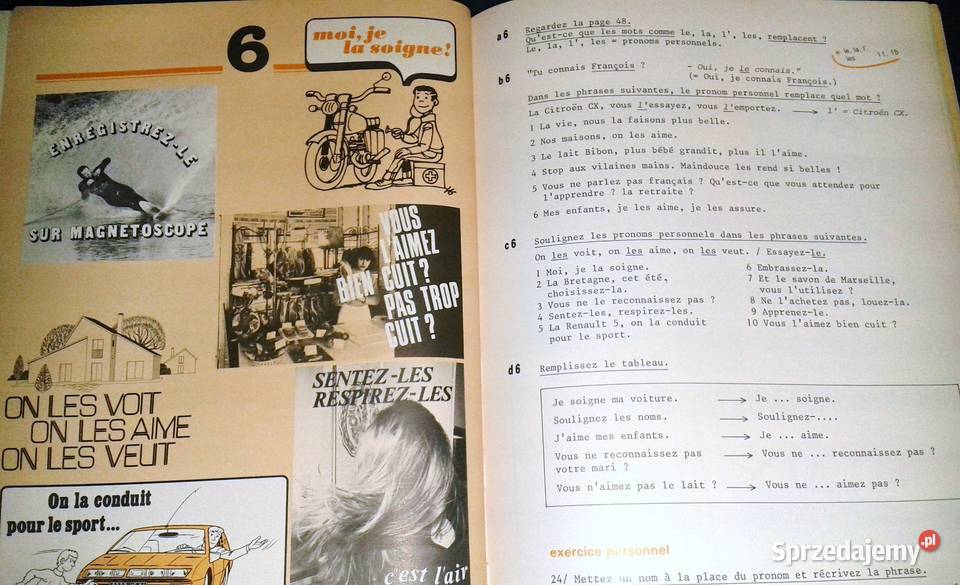 6
moi, je
la soigne!
ENREGISTREZ-LE
SUR MAGNETOSCOPE
VOUS
L'AIMEZ
BIEN CUIT?
PAS TROP
CUIT?
ON LES VOIT
ON LES AIME
ON LES VEUT
SENTEZ-LES
RESPIREZ-LES
c'est l'air
On la conduit
pour le sport...
a6 Regardez la page 48.
Qu'est-ce que les mots comme le, la, l', les, remplacent ?
Le, la, l', les = pronoms personnels.
le, la, l'
les
11, 15
b6 "Tu connais François ? - Oui, je le connais."
(= Oui, je connais François.)
Dans les phrases suivantes, le pronom personnel remplace quel mot ?
La Citroën CX, vous l'essayez, vous l'emportez. → l' = Citroën CX.
1 La vie, nous la faisons plus belle.
2 Nos maisons, on les aime.
3 Le lait Bibon, plus bébé grandit, plus il l'aime.
4 Stop aux vilaines mains. Maindouce les rend si belles !
5 Vous ne parlez pas français ? Qu'est-ce que vous attendez pour
l'apprendre ? la retraite ?
6 Mes enfants, je les aime, je les assure.
c6 Soulignez les pronoms personnels dans les phrases suivantes.
On les voit, on les aime, on les veut. / Essayez-le.
1 Moi, je la soigne.
2 La Bretagne, cet été,
choisissez-la.
3 Vous ne le reconnaissez pas ?
4 Sentez-les, respirez-les.
5 La Renault 5, on la conduit
pour le sport.
6 Embrassez-la.
7 Et le savon de Marseille,
vous l'utilisez ?
8 Ne l'achetez pas, louez-la.
9 Apprenez-le.
10 Vous l'aimez bien cuit ?
d6 Remplissez le tableau.
Je soigne ma voiture. → Je ... soigne.
Soulignez les noms. → Soulignez-....
J'aime mes enfants. → Je ... aime.
Vous ne reconnaissez pas → Vous ne ... reconnaissez pas ?
votre mari ?
Vous n'aimez pas le lait ? → Vous ne ... aimez pas ?
exercice personnel
24/ Mettez un nom à la place du pronom et récrivez la phrase.
Sprzedajemy.pl